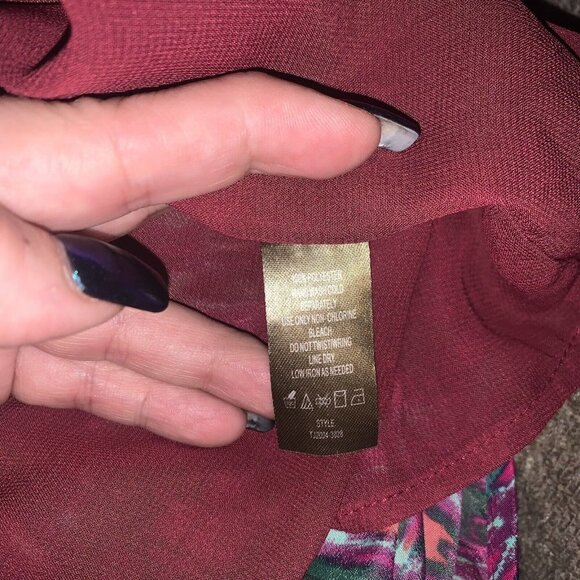 100% POLYESTER
HAND WASH COLD
SEPARATELY
USE ONLY NON-CHLORINE
BLEACH
DO NOT TWIST/WRING
LINE DRY
LOW IRON AS NEEDED
STYLE